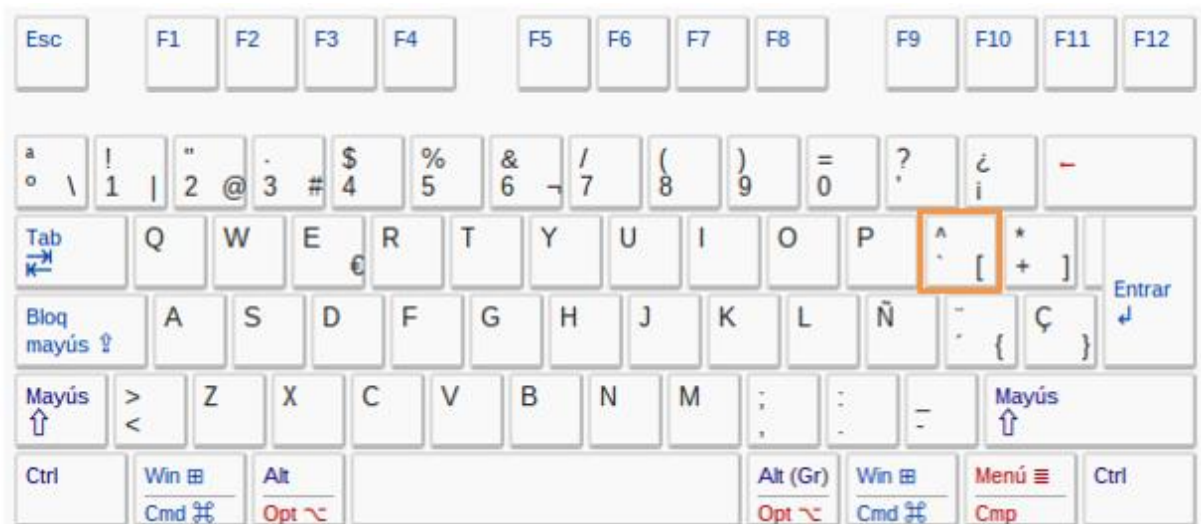 Esc F1 F2 F3 F4 F5 F6 F7 F8 F9 F10 F11 F12
ª ! " · $ % & / ( ) = ? ¿
º \ 1 | 2 @ 3 # 4 5 6 ¬ 7 8 9 0 ' ¡ ←
Tab Q W E R T Y U I O P ^ *
€ ` [ + ] Entrar
Bloq A S D F G H J K L Ñ ¨ Ç
mayús ⇪ ´ { }
Mayús > Z X C V B N M ; : _ Mayús
⇧ < , . - ⇧
Ctrl Win ⊞ Alt Alt (Gr) Win ⊞ Menú ≣ Ctrl
Cmd ⌘ Opt ⌥ Opt ⌥ Cmd ⌘ Cmp